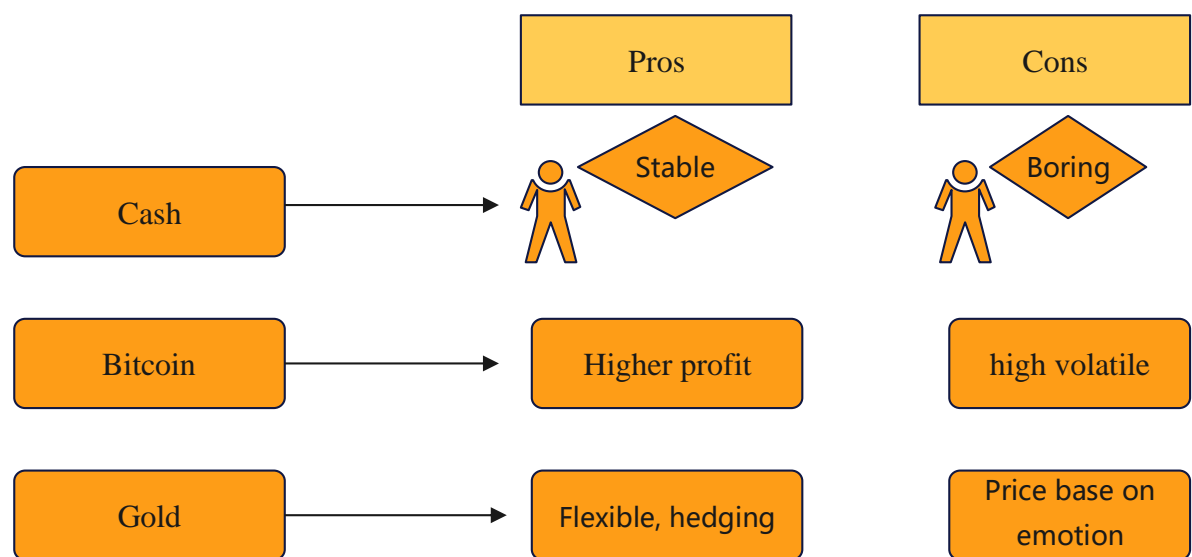 Pros
Cons
Cash
Stable
Boring
Bitcoin
Higher profit
high volatile
Gold
Flexible, hedging
Price base on
emotion